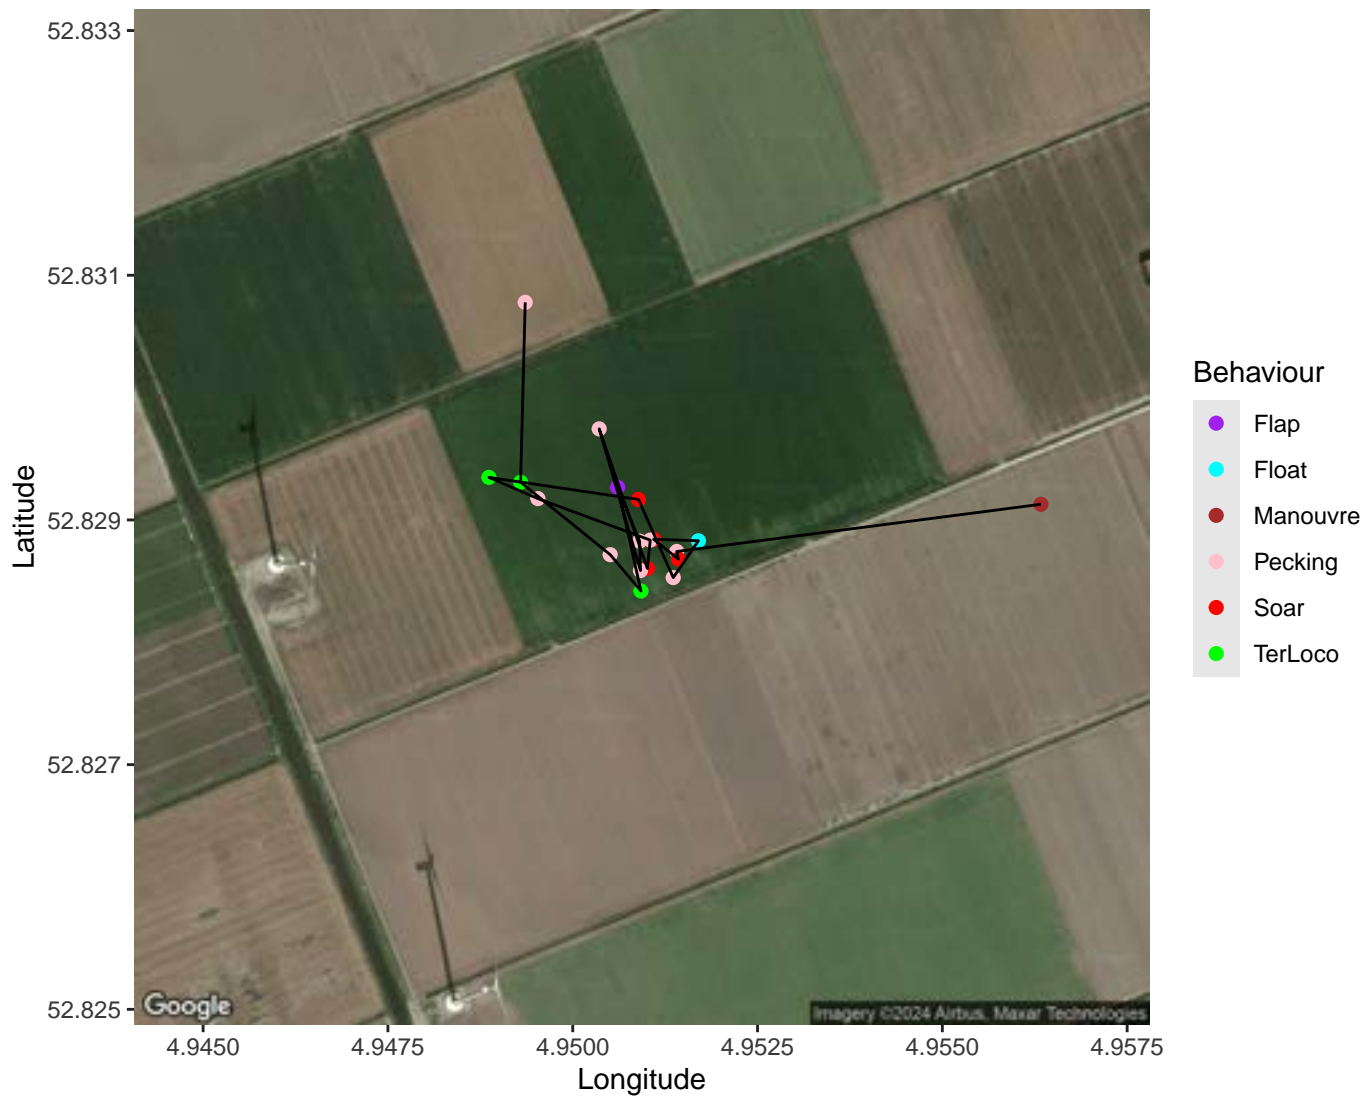 52.833
52.831
52.829
52.827
52.825
Latitude
4.9450
4.9475
4.9500
4.9525
4.9550
4.9575
Longitude
Google
Imagery ©2024 Airbus, Maxar Technologies
Behaviour
Flap
Float
Manouvre
Pecking
Soar
TerLoco